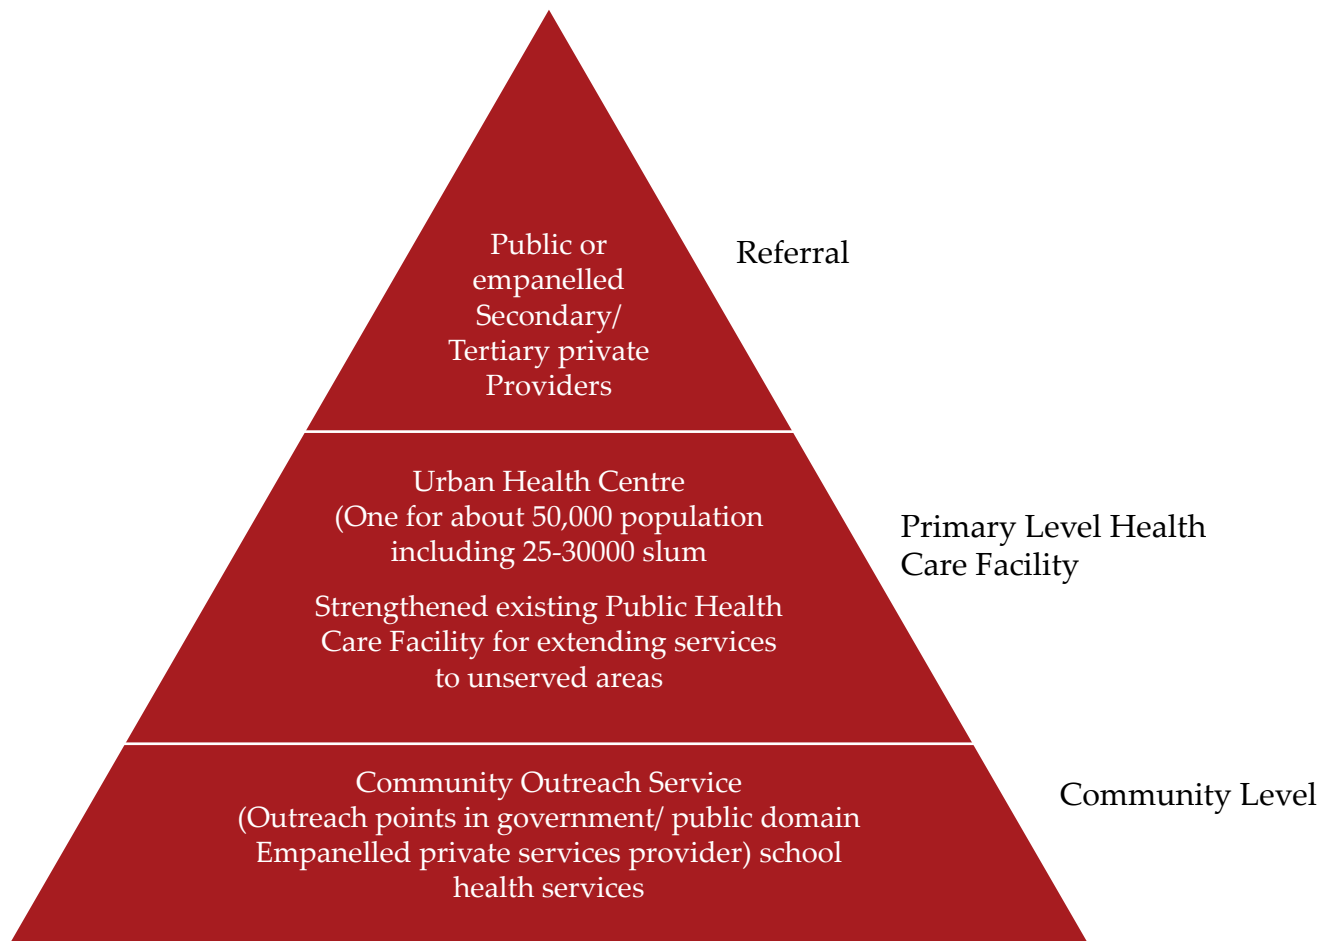 Public or
empanelled
Secondary/
Tertiary private
Providers
Referral
Urban Health Centre
(One for about 50,000 population
including 25-30000 slum
Strengthened existing Public Health
Care Facility for extending services
to unserved areas
Primary Level Health
Care Facility
Community Outreach Service
(Outreach points in government/ public domain
Empanelled private services provider) school
health services
Community Level